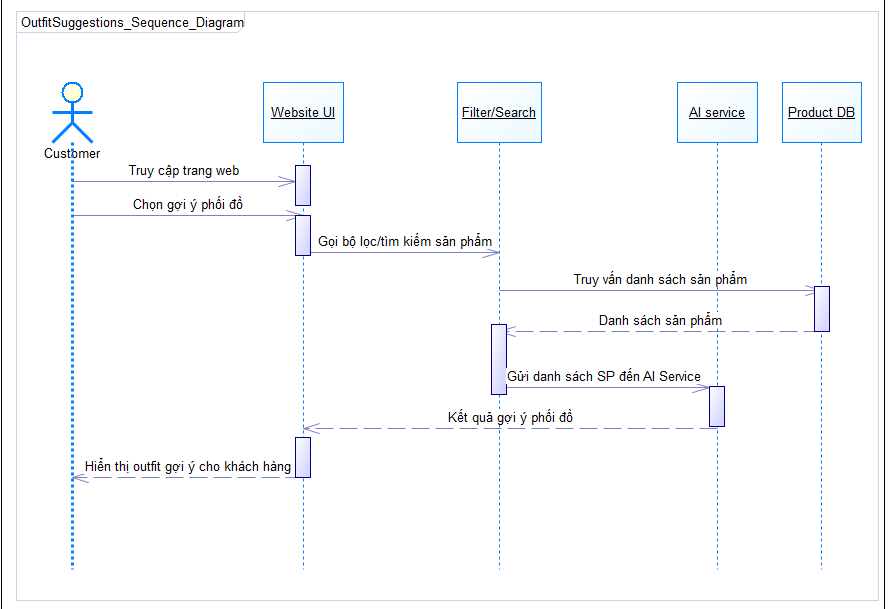 OutfitSuggestions_Sequence_Diagram
Website UI
Filter/Search
AI service
Product DB
Customer
Truy cập trang web
Chọn gợi ý phối đồ
Gọi bộ lọc/tìm kiếm sản phẩm
Truy vấn danh sách sản phẩm
Danh sách sản phẩm
Gửi danh sách SP đến AI Service
Kết quả gợi ý phối đồ
Hiển thị outfit gợi ý cho khách hàng